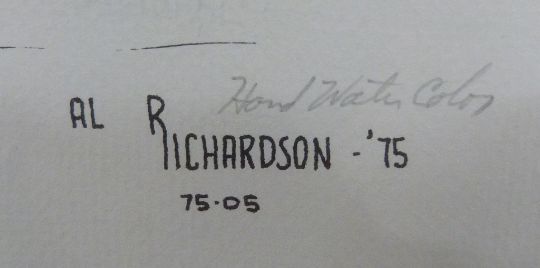 Hand Water Color
AL RICHARDSON - '75
75-05